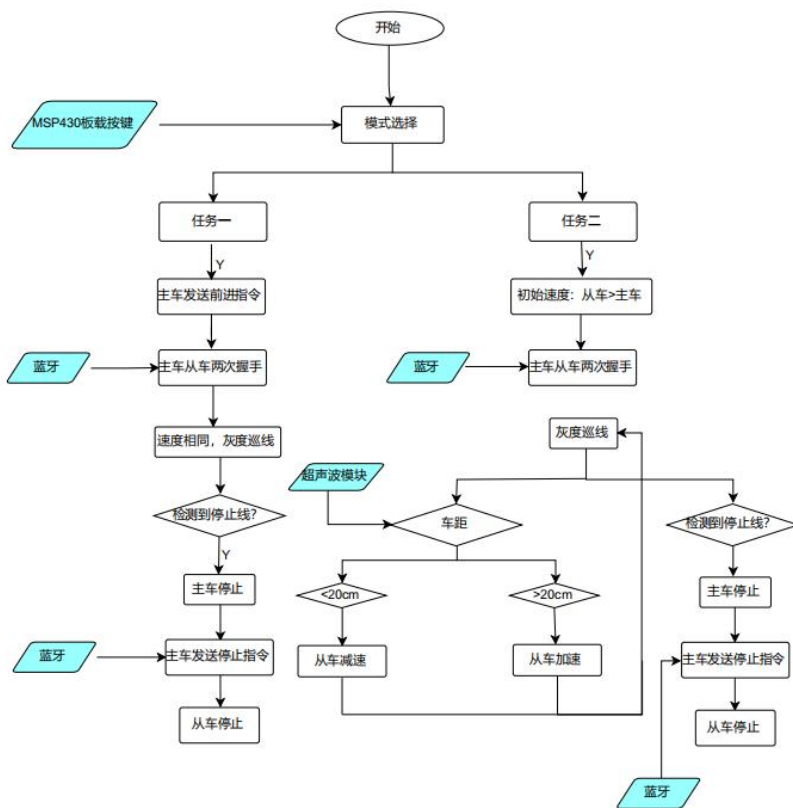 开始
MSP430板载按键
模式选择
任务一
任务二
Y
Y
主车发送前进指令
初始速度：从车>主车
蓝牙
主车从车两次握手
蓝牙
主车从车两次握手
速度相同，灰度巡线
灰度巡线
超声波模块
检测到停止线？
车距
检测到停止线？
Y
主车停止
<20cm
>20cm
主车停止
蓝牙
主车发送停止指令
从车减速
从车加速
主车发送停止指令
从车停止
从车停止
蓝牙